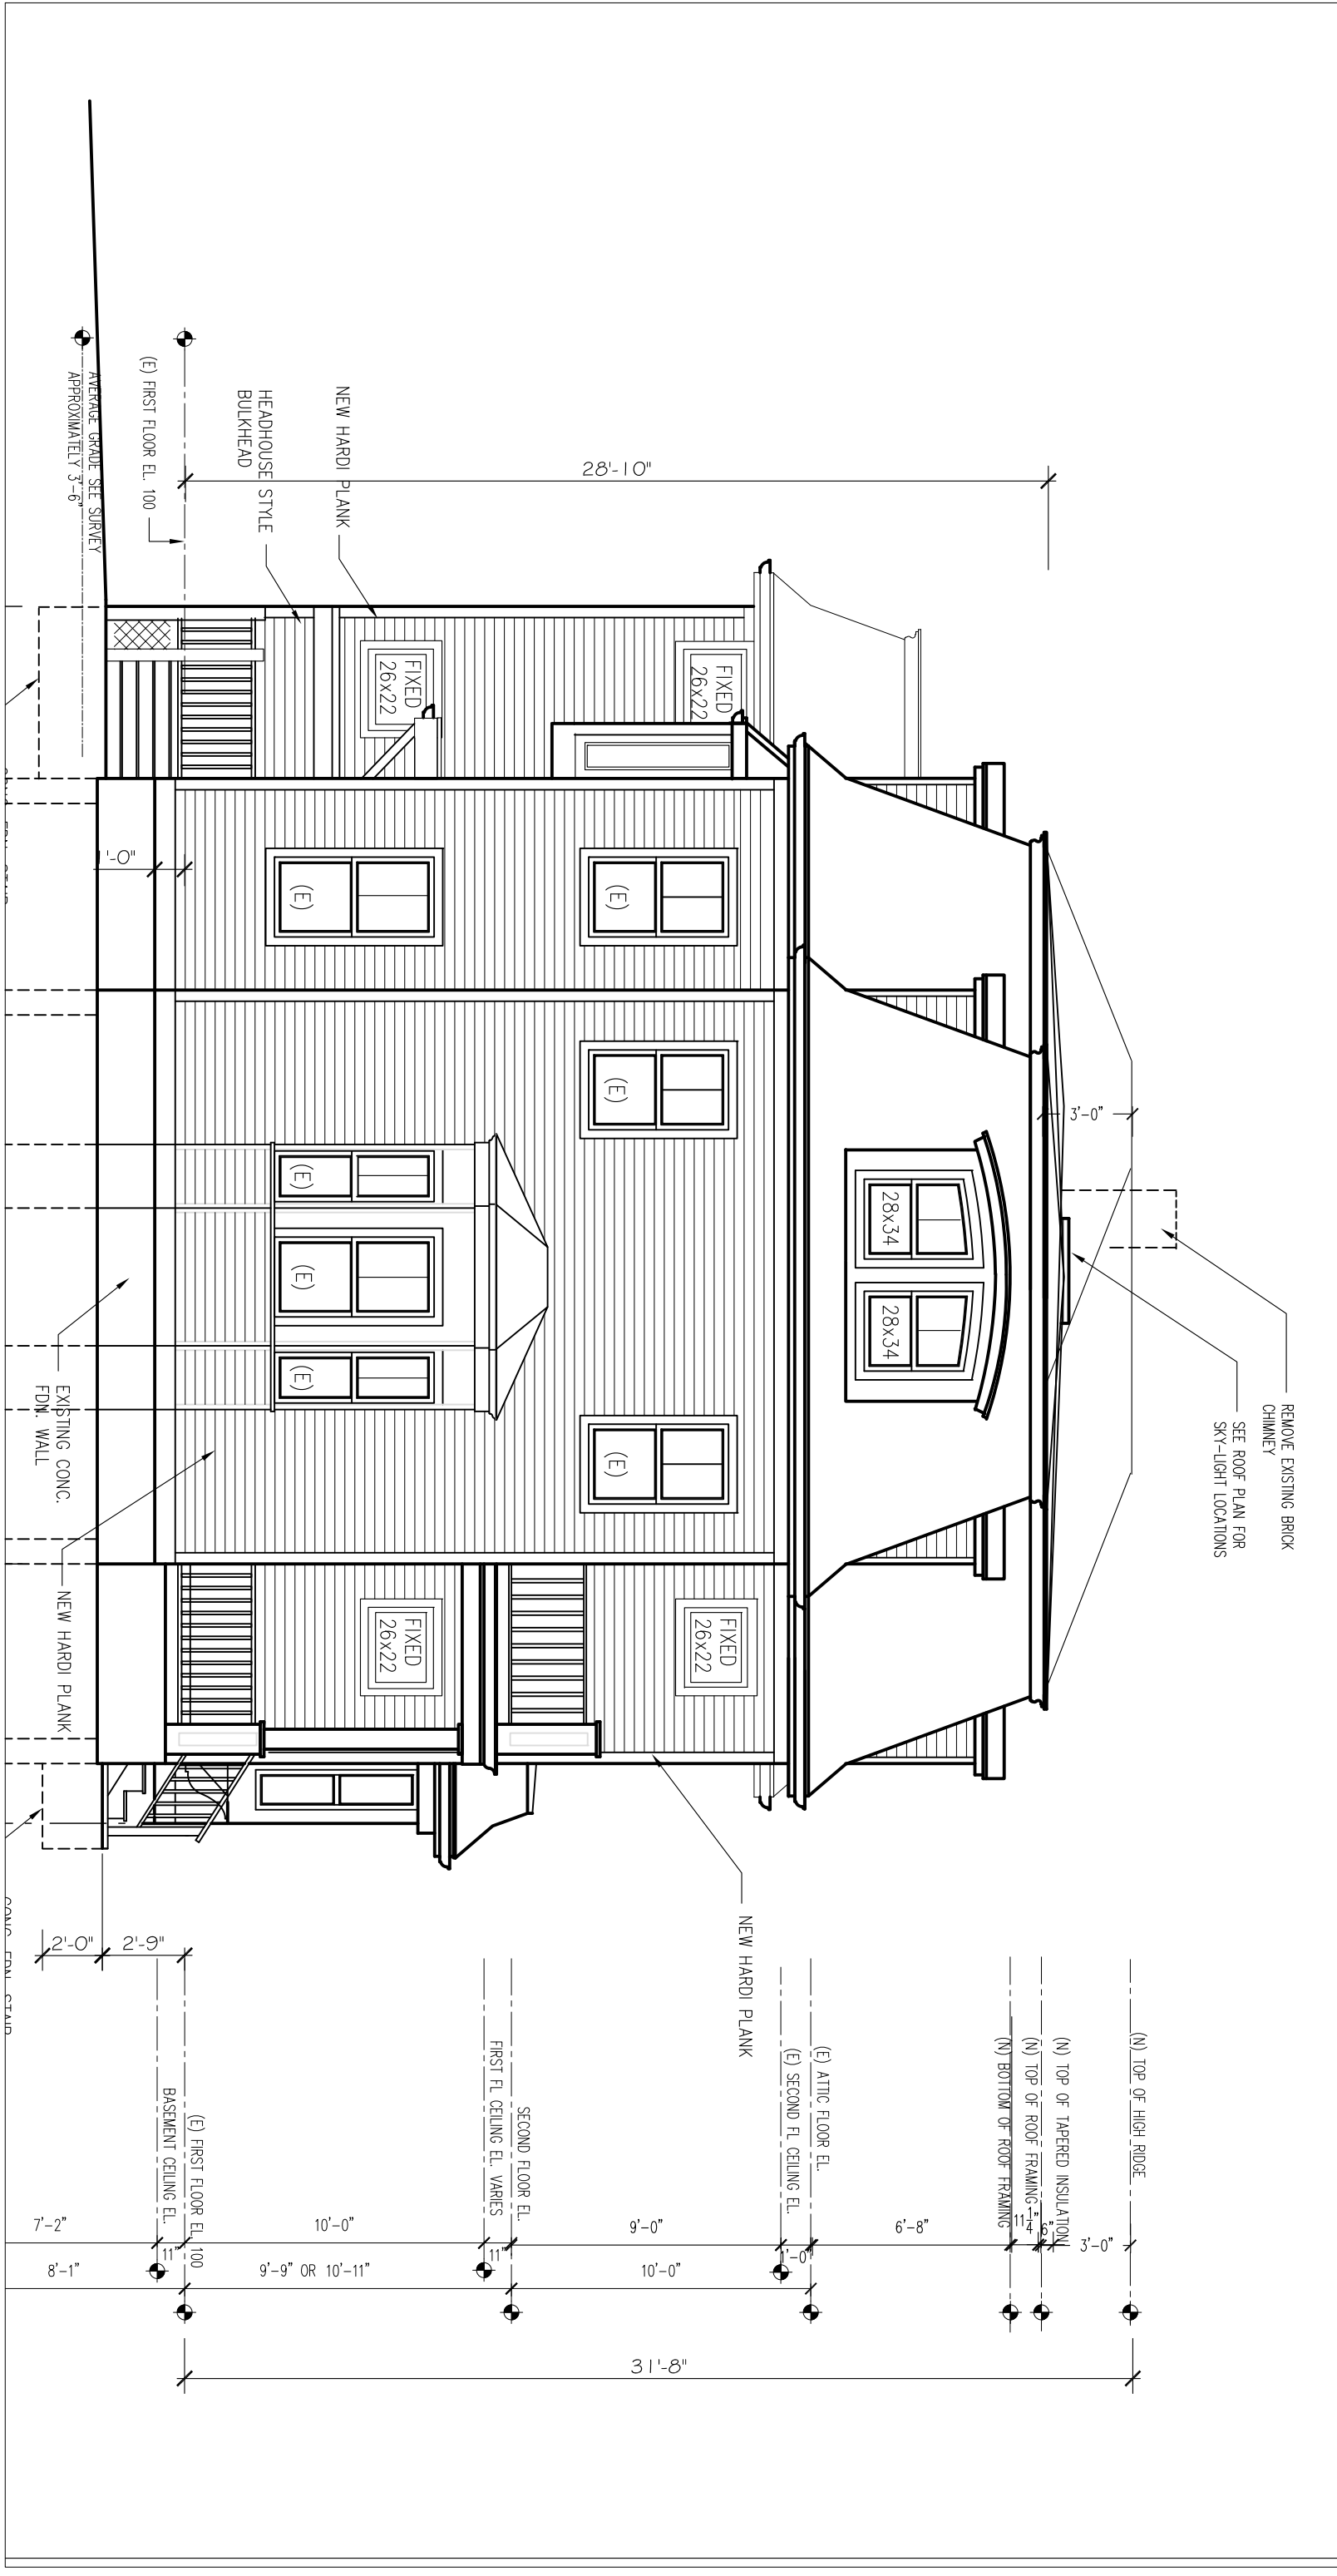 REMOVE EXISTING BRICK
CHIMNEY
SEE ROOF PLAN FOR
SKY-LIGHT LOCATIONS
3'-0"
28'-10"
28x34
28x34
FIXED
26x22
FIXED
26x22
(E)
(E)
(E)
(E)
(E)
(E)
(E)
FIXED
26x22
FIXED
26x22
NEW HARDI PLANK
HEADHOUSE STYLE
BULKHEAD
(E) FIRST FLOOR EL. 100
AVERAGE GRADE SEE SURVEY
APPROXIMATELY 3'-6"
1'-0"
EXISTING CONC.
FDN. WALL
NEW HARDI PLANK
NEW HARDI PLANK
2'-0"
2'-9"
(N) TOP OF HIGH RIDGE
(N) TOP OF TAPERED INSULATION
(N) TOP OF ROOF FRAMING
(N) BOTTOM OF ROOF FRAMING
(E) ATTIC FLOOR EL.
(E) SECOND FL CEILING EL.
SECOND FLOOR EL.
FIRST FL CEILING EL. VARIES
(E) FIRST FLOOR EL. 100
BASEMENT CEILING EL.
3'-0"
6"
11 1/4"
6'-8"
1'-0"
9'-0"
11"
10'-0"
11"
7'-2"
10'-0"
9'-9" OR 10'-11"
8'-1"
31'-8"